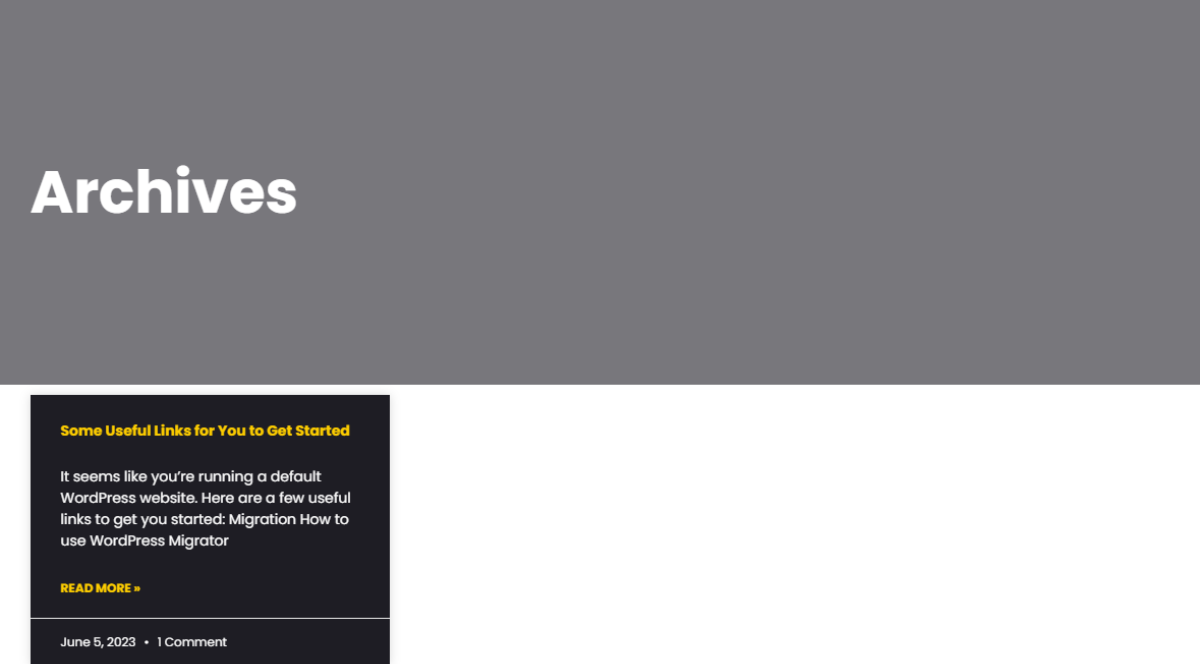 Archives
Some Useful Links for You to Get Started
It seems like you’re running a default
WordPress website. Here are a few useful
links to get you started: Migration How to
use WordPress Migrator
READ MORE »
June 5, 2023 • 1 Comment